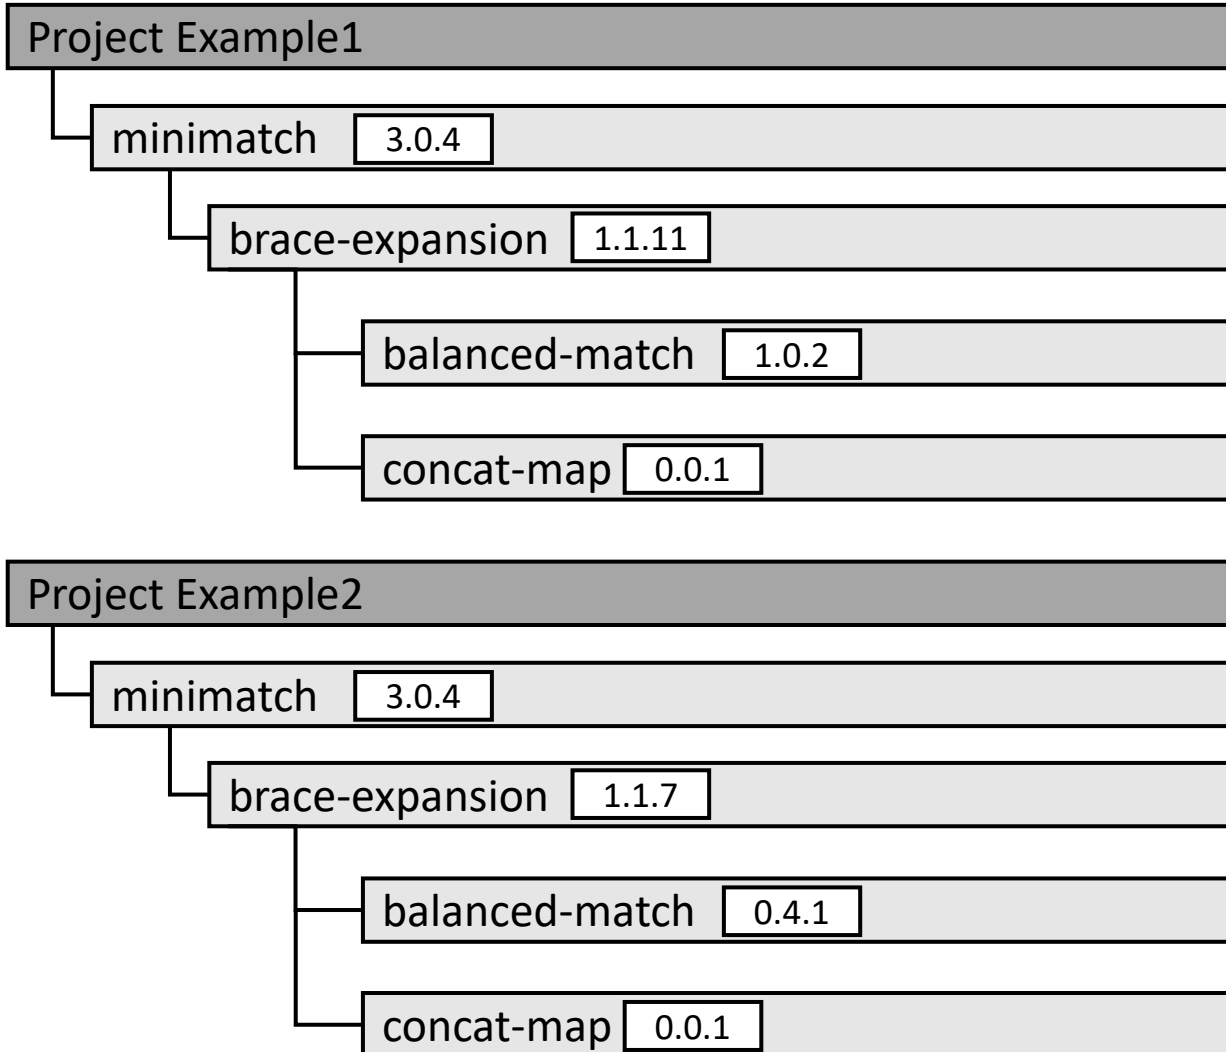 Project Example1
minimatch 3.0.4
brace-expansion 1.1.11
balanced-match 1.0.2
concat-map 0.0.1
Project Example2
minimatch 3.0.4
brace-expansion 1.1.7
balanced-match 0.4.1
concat-map 0.0.1